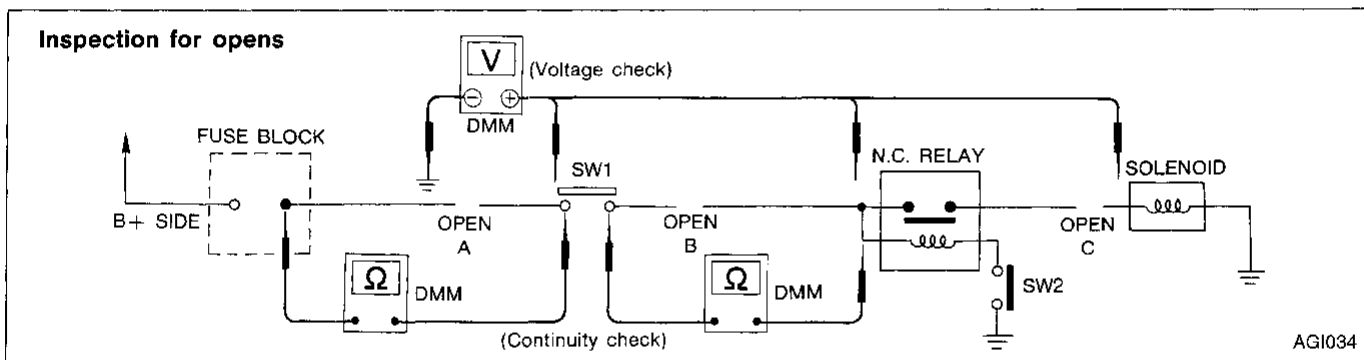 Inspection for opens
V
(Voltage check)
− +
DMM
FUSE BLOCK
N.C. RELAY
SOLENOID
SW1
B+ SIDE
OPEN
A
OPEN
B
OPEN
C
Ω
DMM
Ω
DMM
SW2
(Continuity check)
AGI034